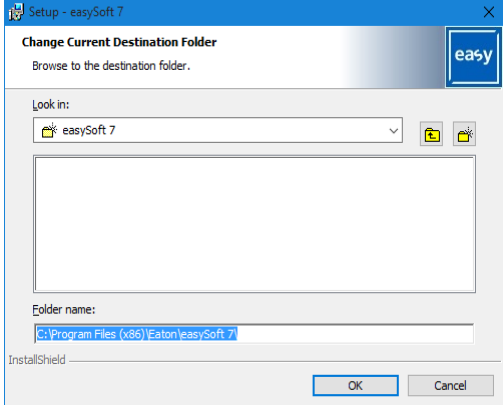 Setup - easySoft 7
Change Current Destination Folder
Browse to the destination folder.
easy
Look in:
easySoft 7
Folder name:
C:\Program Files (x86)\Eaton\easySoft 7\
InstallShield
OK Cancel